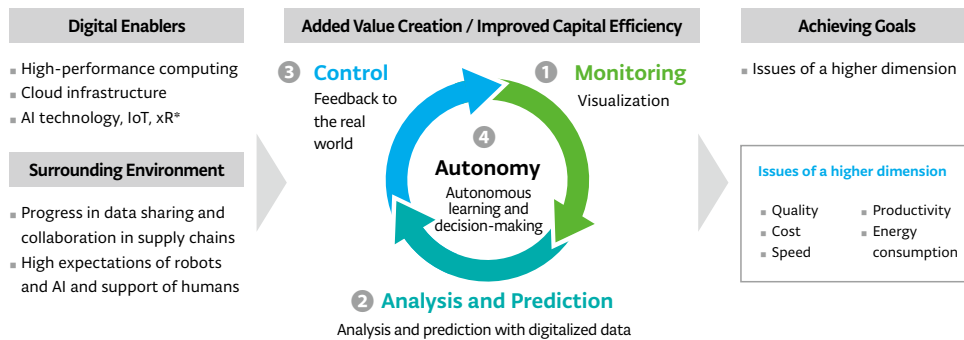 Digital Enablers
High-performance computing
Cloud infrastructure
AI technology, IoT, xR*
Surrounding Environment
Progress in data sharing and
collaboration in supply chains
High expectations of robots
and AI and support of humans
Added Value Creation / Improved Capital Efficiency
1 Monitoring
Visualization
2 Analysis and Prediction
Analysis and prediction with digitalized data
3 Control
Feedback to
the real
world
4
Autonomy
Autonomous
learning and
decision-making
Achieving Goals
Issues of a higher dimension
Issues of a higher dimension
Quality
Cost
Speed
Productivity
Energy
consumption